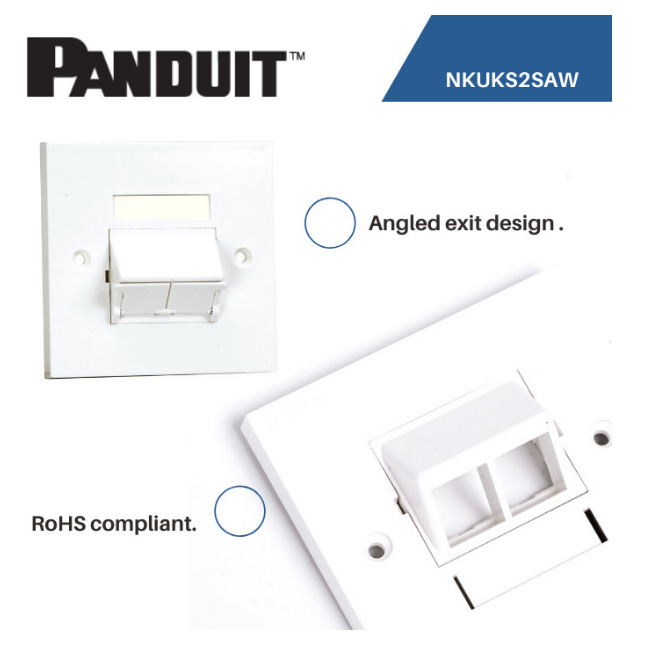 PANDUIT™
NKUKS2SAW
Angled exit design .
RoHS compliant.